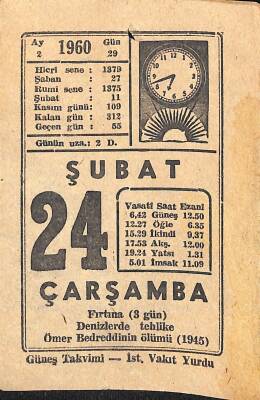 Ay 1960 Gün
2 29
Hicri sene : 1379
Şaban : 27
Rumi sene : 1375
Şubat : 11
Kasım günü: 109
Kalan gün : 312
Geçen gün : 55
Günün uza.: 2 D.
ŞUBAT
24
Vasati Saat Ezani
6,42 Güneş 12.50
12.27 Öğle 6.35
15.29 İkindi 9.37
17.53 Akş. 12.00
19.24 Yatsı 1.31
5.01 İmsak 11.09
ÇARŞAMBA
Fırtına (3 gün)
Denizlerde tehlike
Ömer Bedreddinin ölümü (1945)
Güneş Takvimi — İst. Vakıt Yurdu